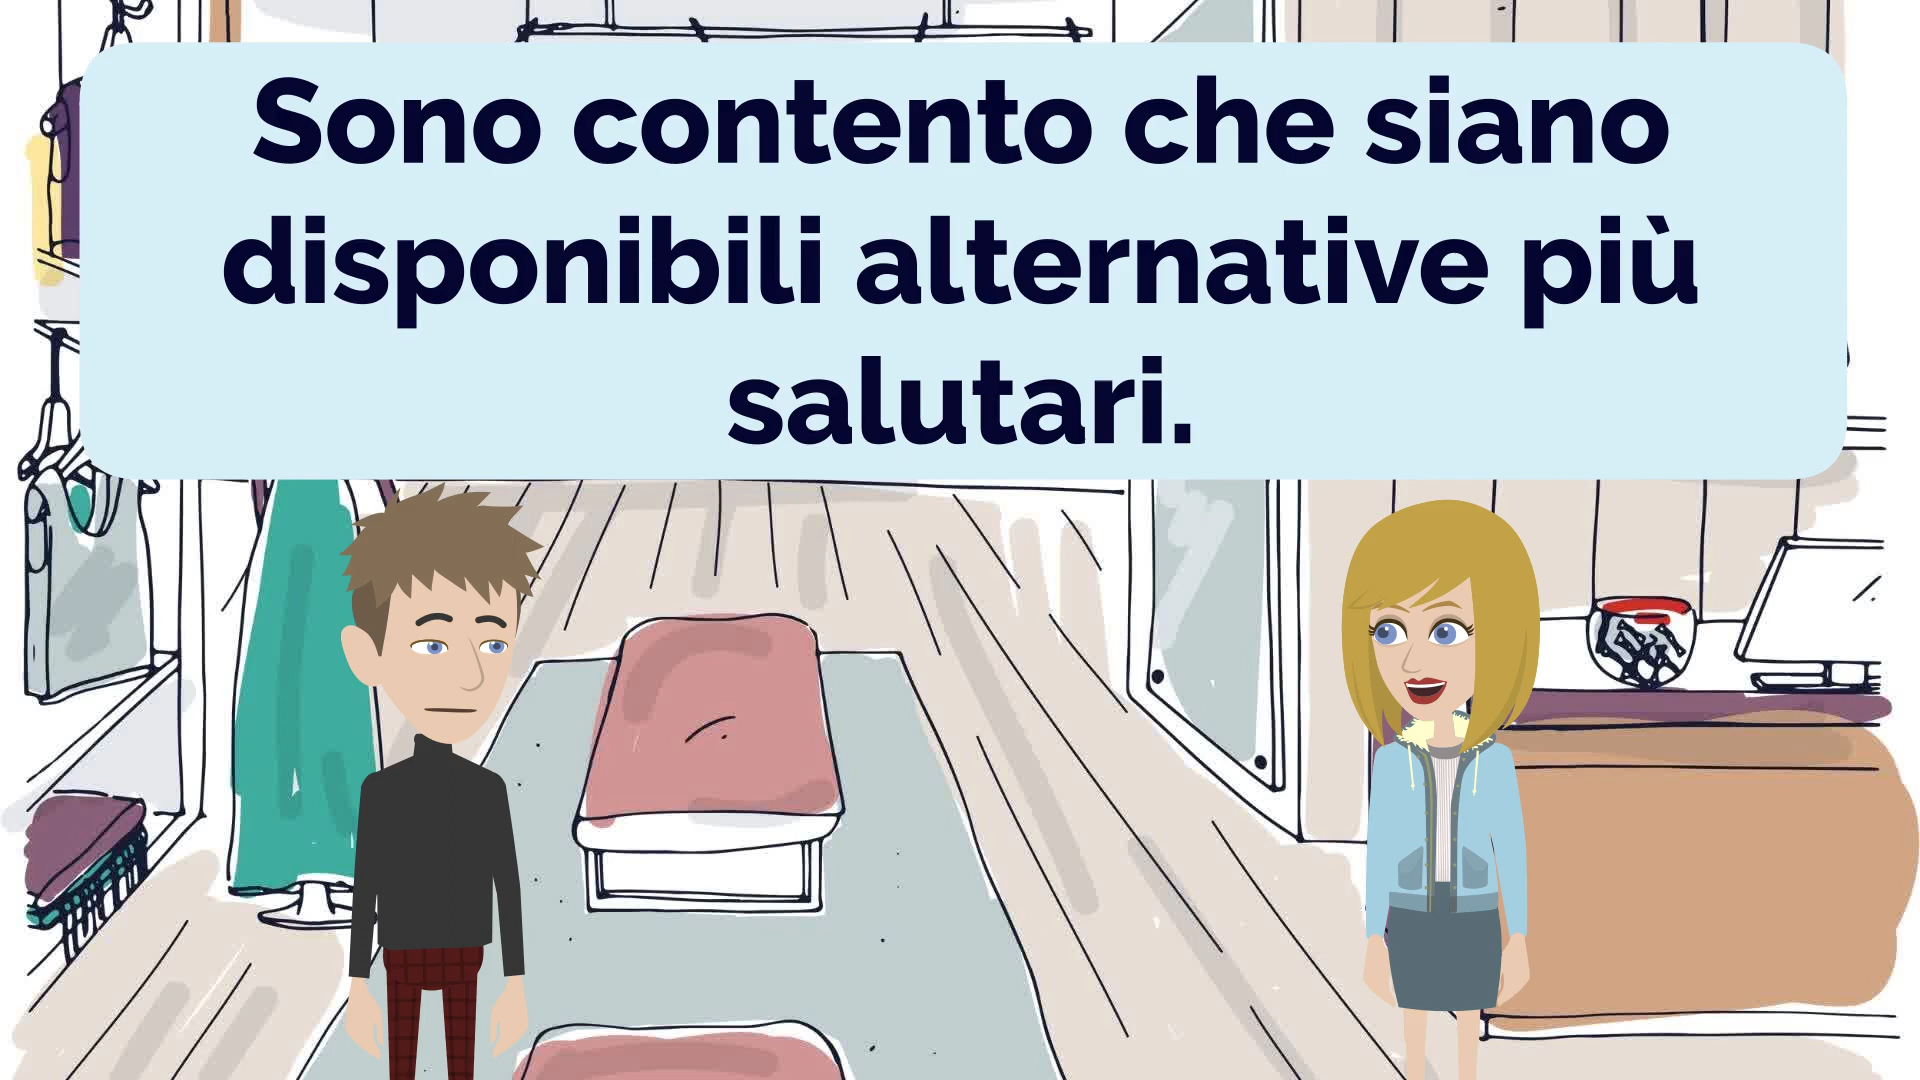 Sono contento che siano
disponibili alternative più
salutari.